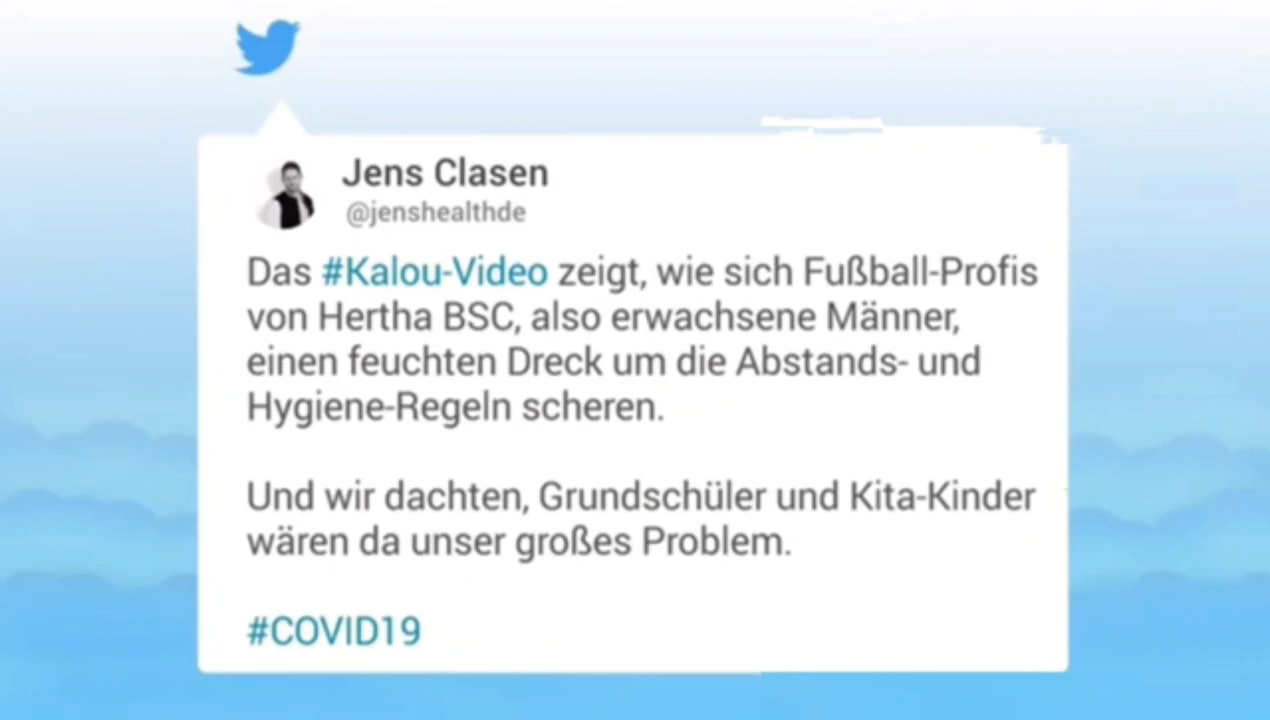 Jens Clasen
@jenshealthde
Das #Kalou-Video zeigt, wie sich Fußball-Profis
von Hertha BSC, also erwachsene Männer,
einen feuchten Dreck um die Abstands- und
Hygiene-Regeln scheren.
Und wir dachten, Grundschüler und Kita-Kinder
wären da unser großes Problem.
#COVID19